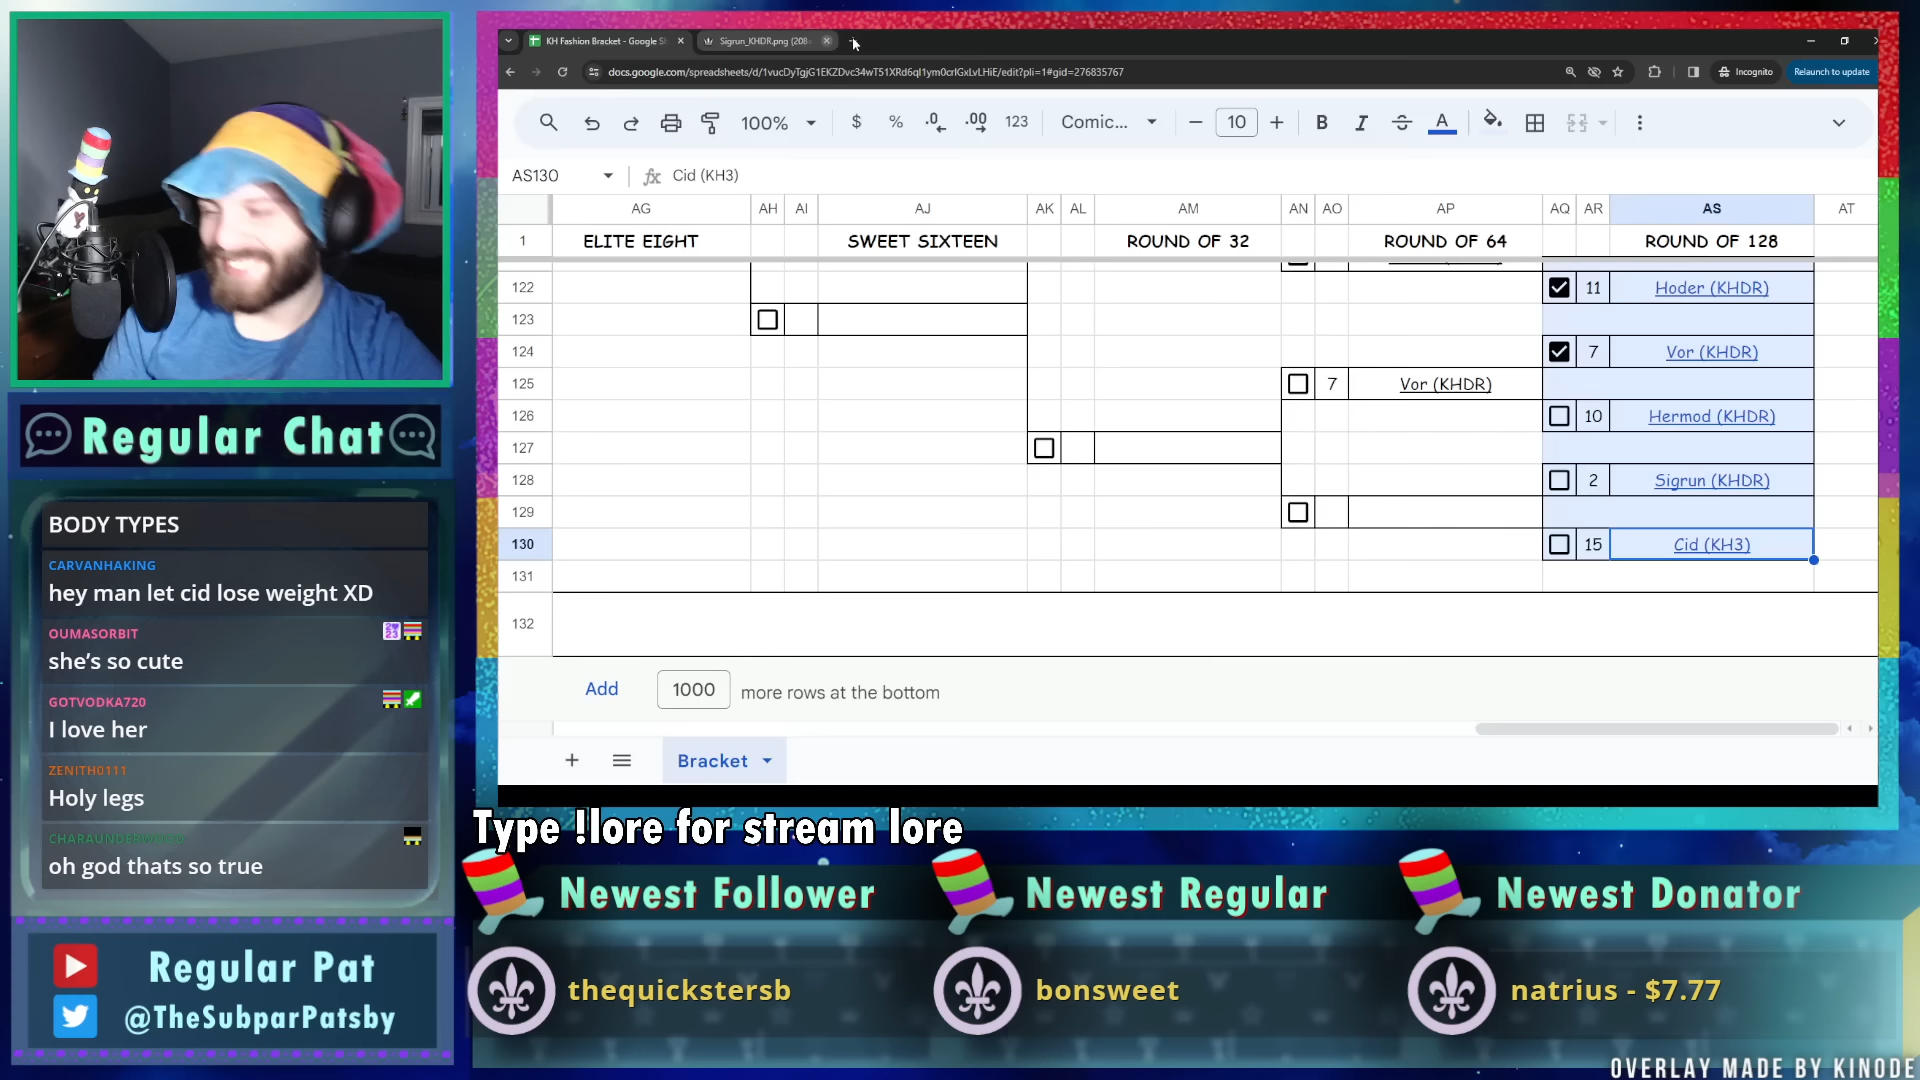 KH Fashion Bracket - Google Sh
Sigrun_KHDR.png (208
docs.google.com/spreadsheets/d/1vucDyTgjG1EKZDvc34wT51XRd6qI1ym0crIGxLvLHiE/edit?pli=1#gid=276835767
Incognito
Relaunch to update
100%
$ % .0 .00 123
Comic...
10
B I A
AS130
fx Cid (KH3)
AG AH AI AJ AK AL AM AN AO AP AQ AR AS AT
1 ELITE EIGHT SWEET SIXTEEN ROUND OF 32 ROUND OF 64 ROUND OF 128
122 11 Hoder (KHDR)
123
124 7 Vor (KHDR)
125 7 Vor (KHDR)
126 10 Hermod (KHDR)
127
128 2 Sigrun (KHDR)
129
130 15 Cid (KH3)
131
132
Add 1000 more rows at the bottom
Bracket
Regular Chat
BODY TYPES
CARVANHAKING
hey man let cid lose weight XD
OUMASORBIT
she's so cute
GOTVODKA720
I love her
ZENITH0111
Holy legs
oh god thats so true
Regular Pat
@TheSubparPatsby
Type !lore for stream lore
Newest Follower
thequickstersb
Newest Regular
bonsweet
Newest Donator
natrius - $7.77
OVERLAY MADE BY KINODE